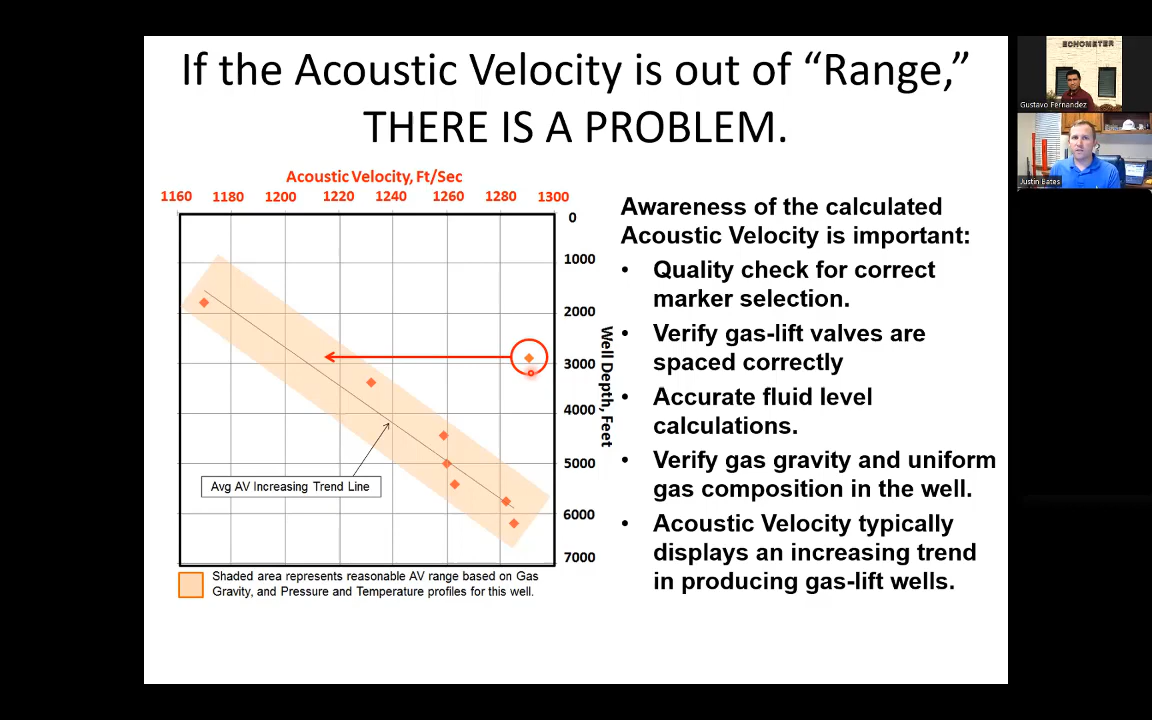 If the Acoustic Velocity is out of “Range,”
THERE IS A PROBLEM.
ECHOMETER
Gustavo Fernandez
Justin Bates
Acoustic Velocity, Ft/Sec
1160 1180 1200 1220 1240 1260 1280 1300
0
1000
2000
3000
4000
5000
6000
7000
Well Depth, Feet
Avg AV Increasing Trend Line
Shaded area represents reasonable AV range based on Gas
Gravity, and Pressure and Temperature profiles for this well.
Awareness of the calculated
Acoustic Velocity is important:
• Quality check for correct
marker selection.
• Verify gas-lift valves are
spaced correctly
• Accurate fluid level
calculations.
• Verify gas gravity and uniform
gas composition in the well.
• Acoustic Velocity typically
displays an increasing trend
in producing gas-lift wells.